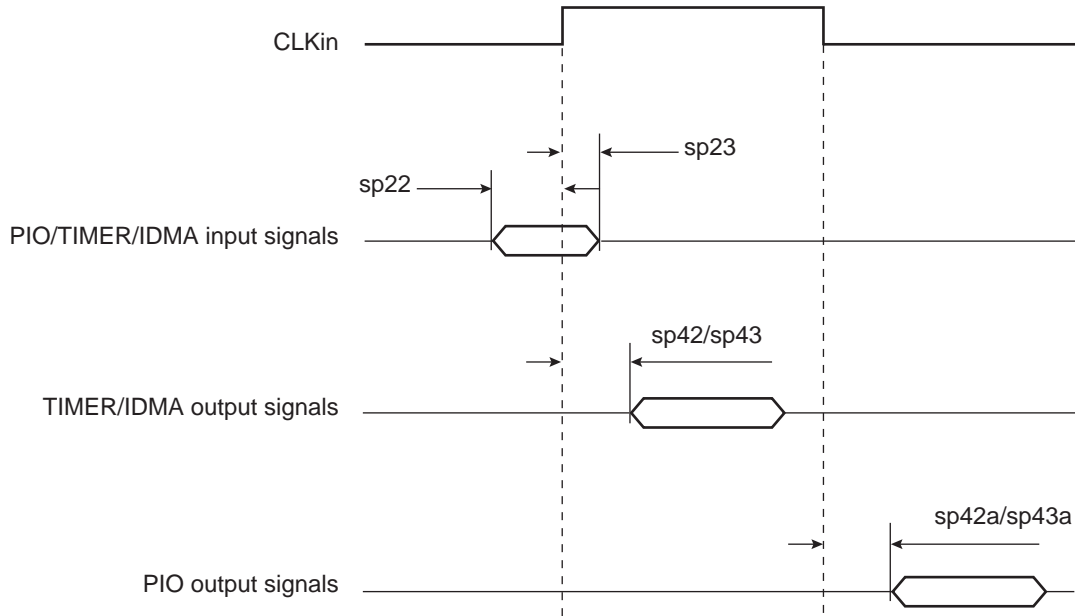 CLKin
sp23
sp22
PIO/TIMER/IDMA input signals
sp42/sp43
TIMER/IDMA output signals
sp42a/sp43a
PIO output signals